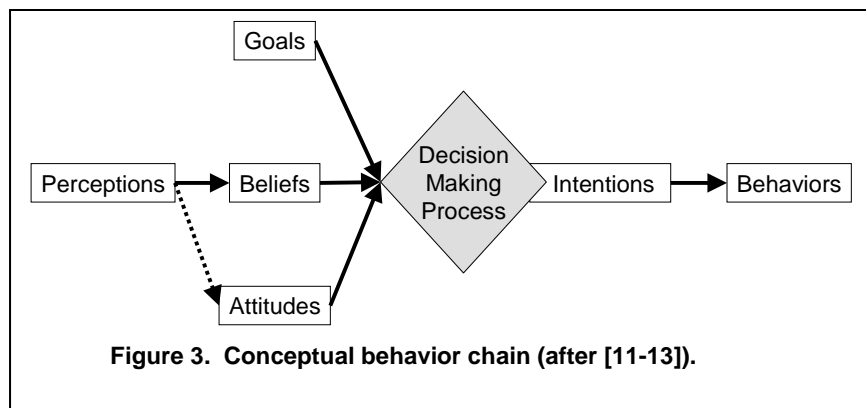 Goals
Decision
Making
Process
Perceptions
Beliefs
Intentions
Behaviors
Attitudes
Figure 3.  Conceptual behavior chain (after [11-13]).